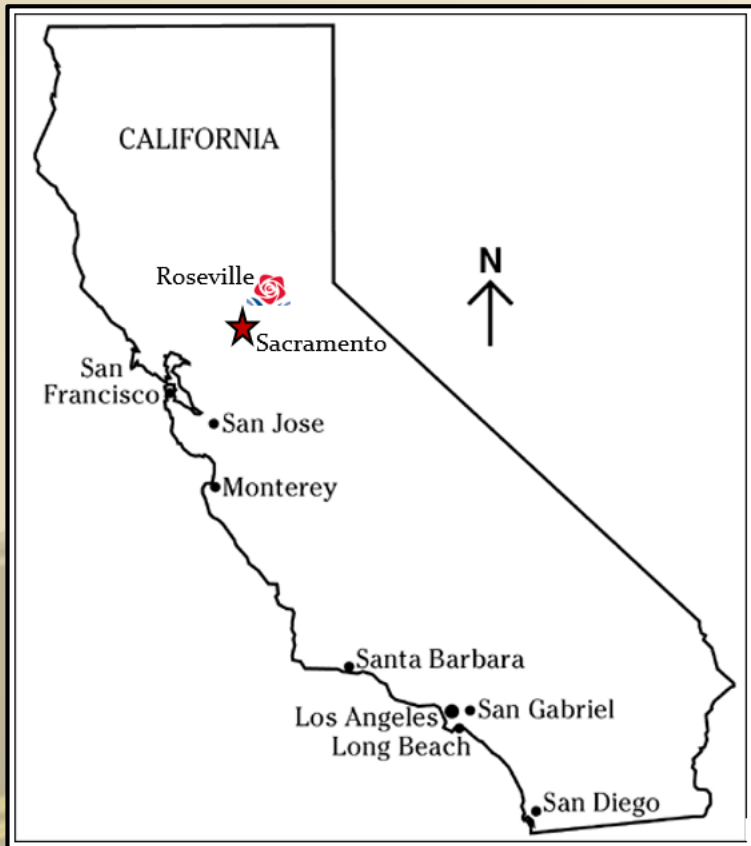 CALIFORNIA
N
Roseville
Sacramento
San
Francisco
San Jose
Monterey
Santa Barbara
Los Angeles
San Gabriel
Long Beach
San Diego